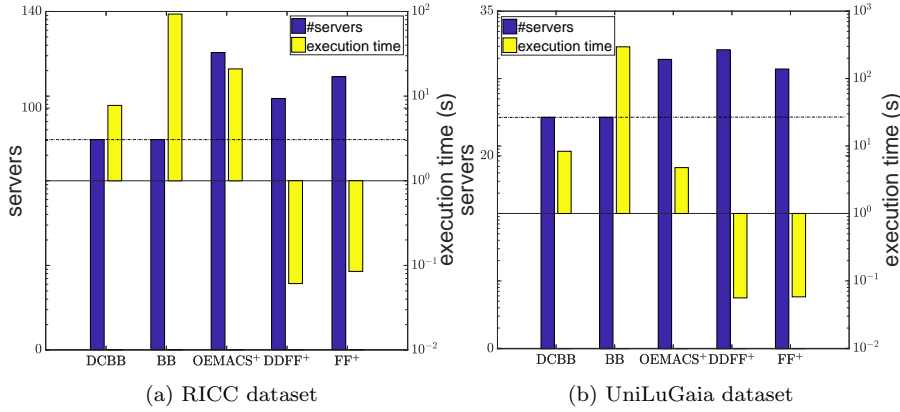 140
100
0
servers
#servers
execution time
10^2
10^1
10^0
10^-1
10^-2
execution time (s)
DCBB BB OEMACS+ DDFF+ FF+
(a) RICC dataset
35
20
0
servers
#servers
execution time
10^3
10^2
10^1
10^0
10^-1
10^-2
execution time (s)
DCBB BB OEMACS+ DDFF+ FF+
(b) UniLuGaia dataset